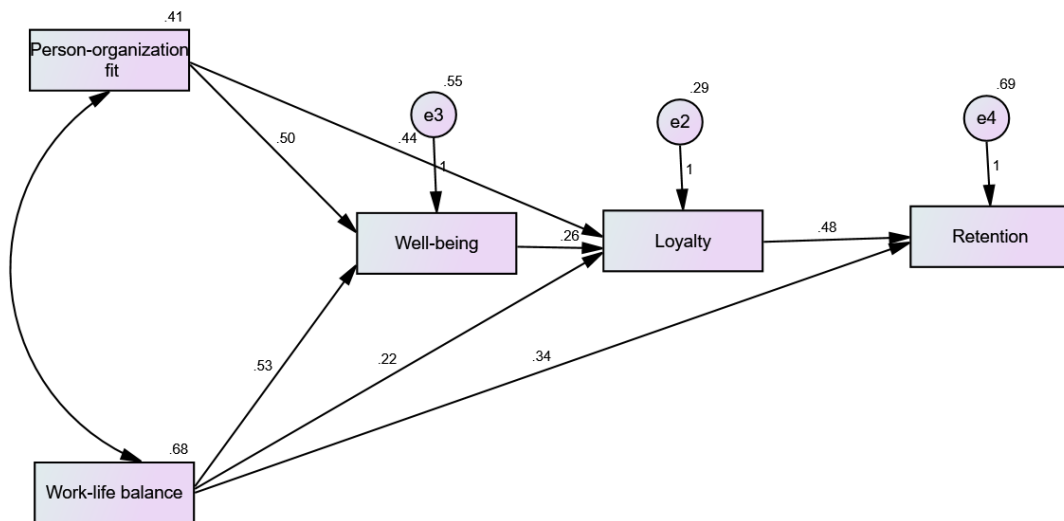 .41
Person-organization
fit
.55
e3
.29
e2
.69
e4
.50
.44
1
1
1
Well-being
.26
Loyalty
.48
Retention
.53
.22
.34
.68
Work-life balance